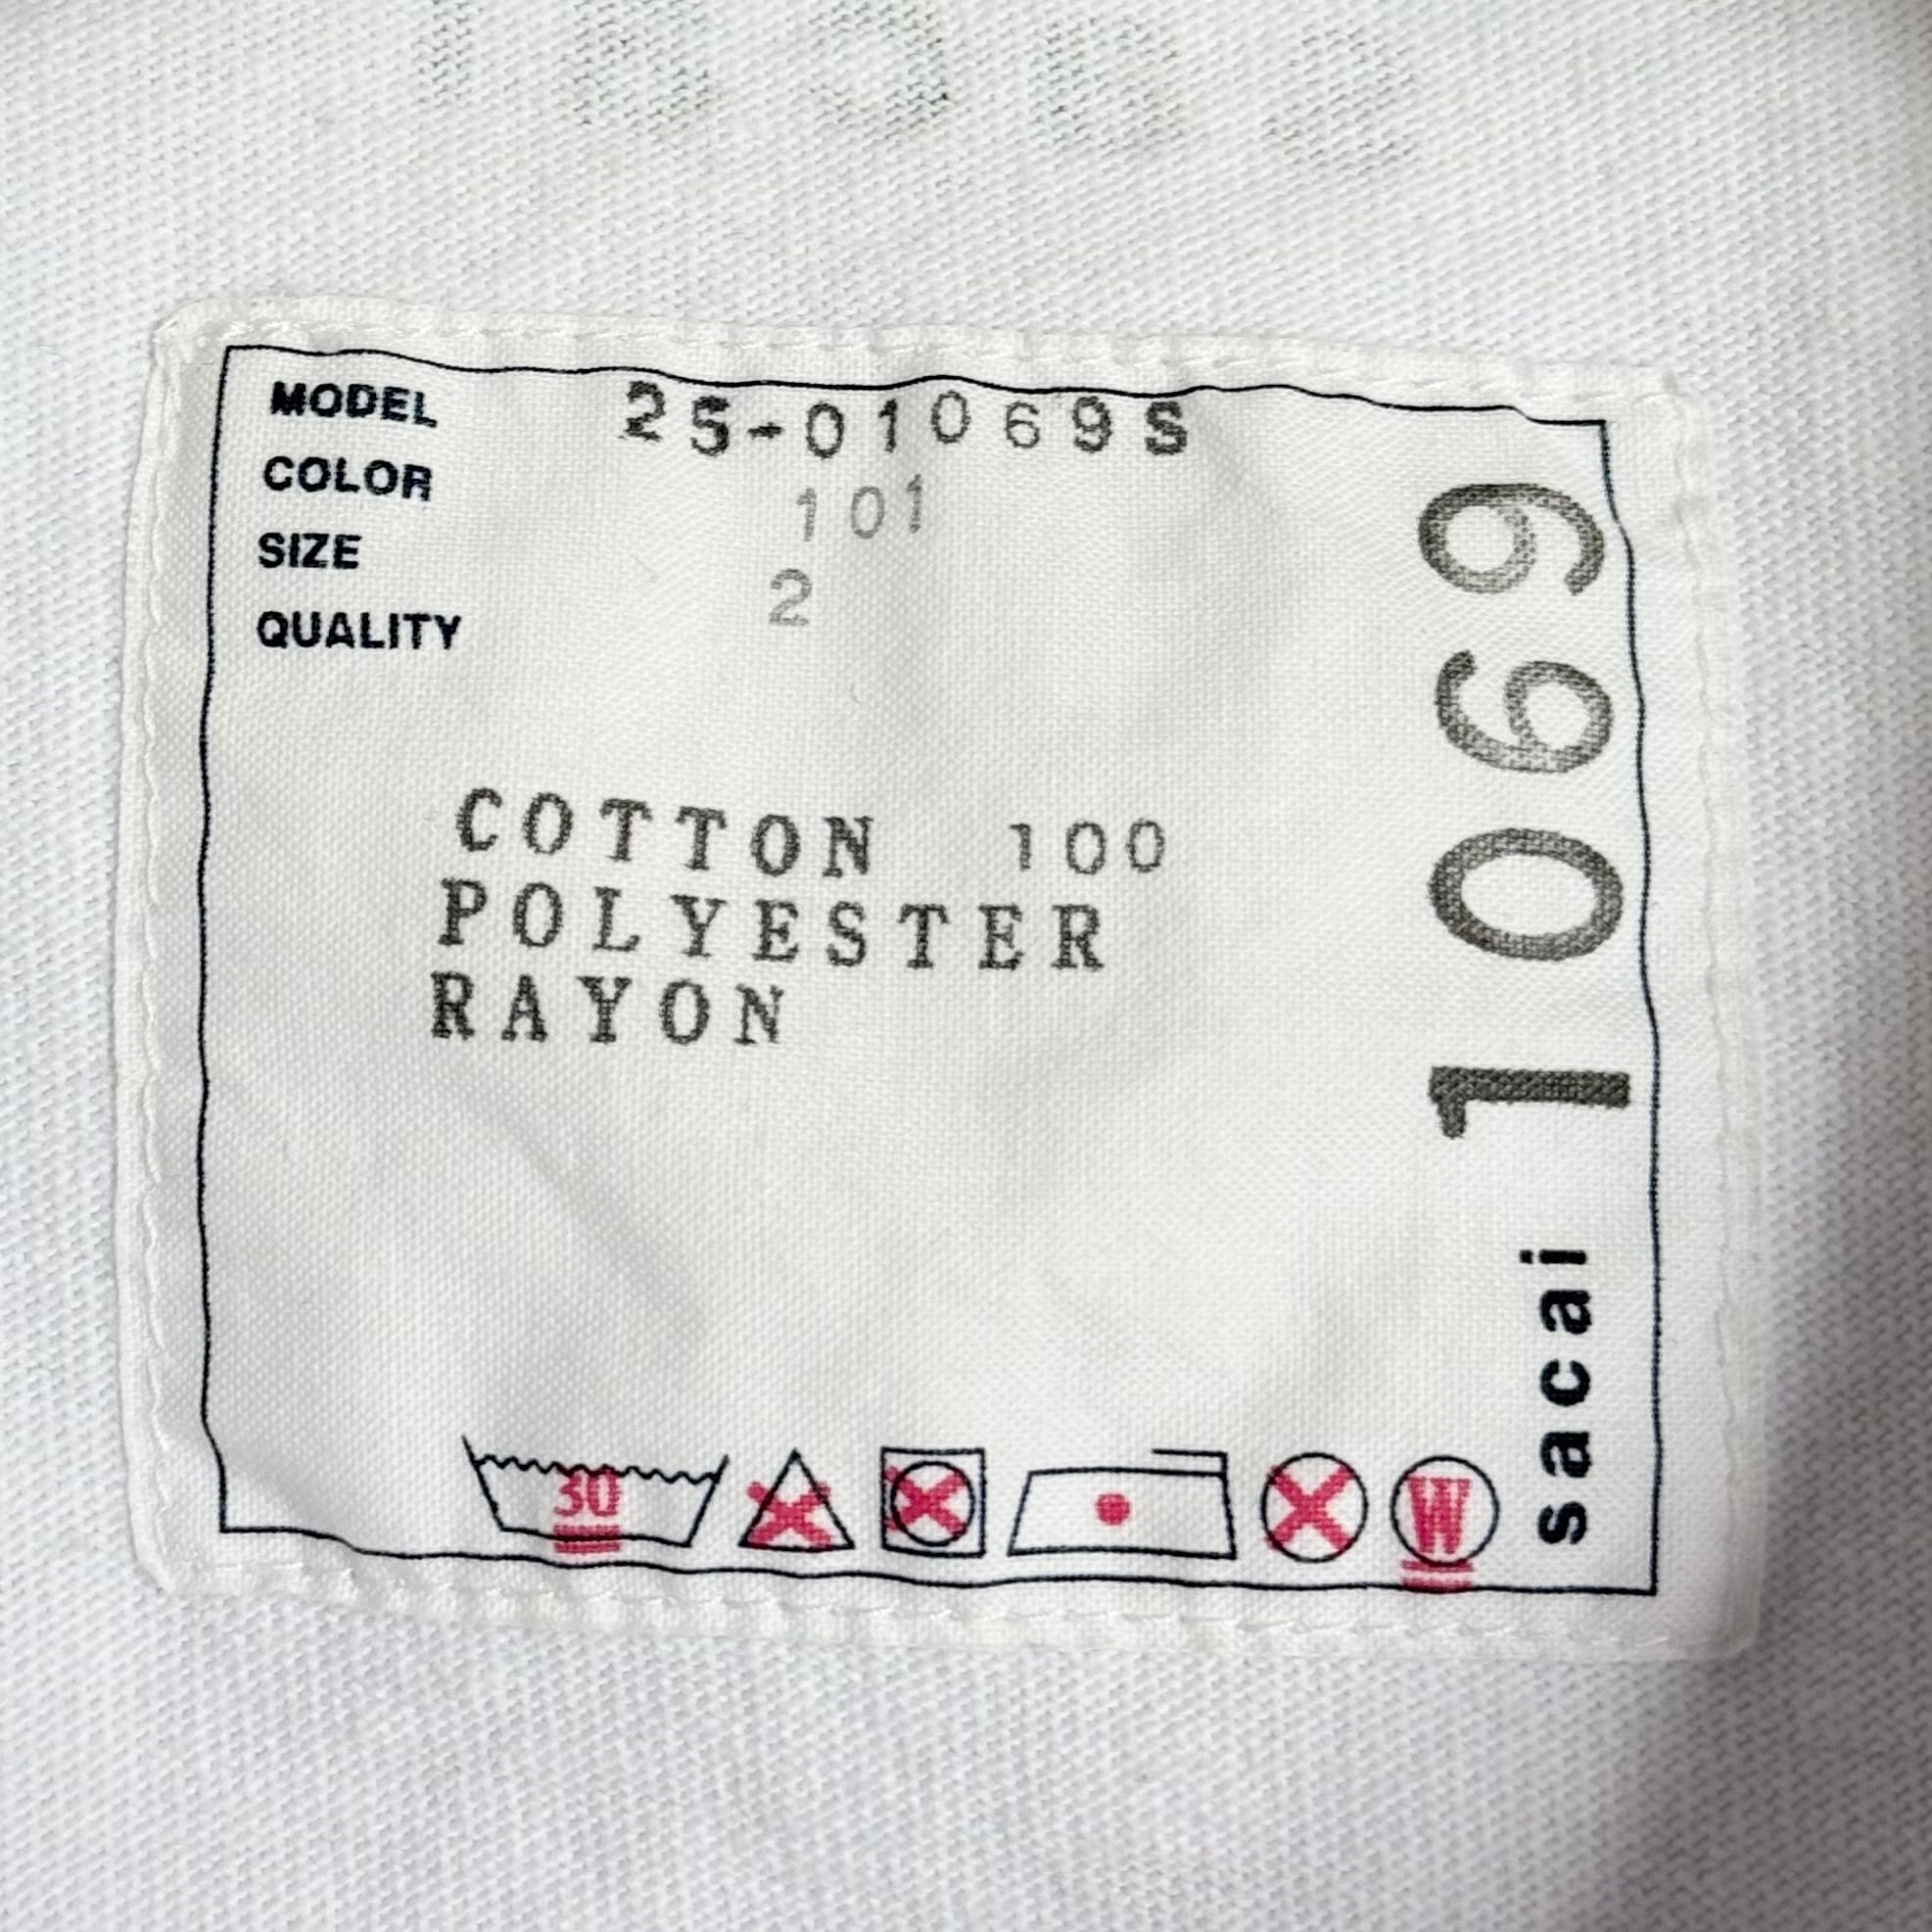 MODEL 25-01069S
COLOR 101
SIZE 2
QUALITY
COTTON 100
POLYESTER
RAYON
sacai 1069
30
W